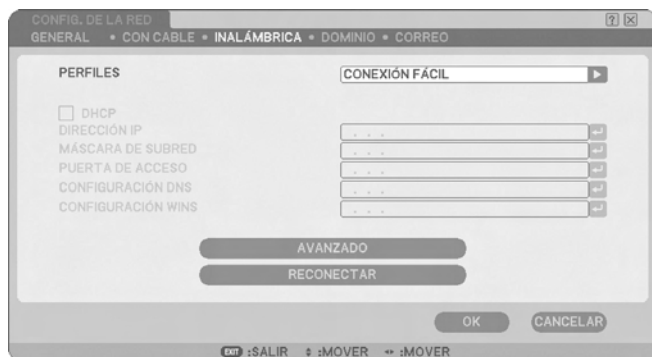 CONFIG. DE LA RED
GENERAL • CON CABLE • INALÁMBRICA • DOMINIO • CORREO
PERFILES CONEXIÓN FÁCIL
DHCP
DIRECCIÓN IP . . .
MÁSCARA DE SUBRED . . .
PUERTA DE ACCESO . . .
CONFIGURACIÓN DNS . . .
CONFIGURACIÓN WINS . . .
AVANZADO
RECONECTAR
OK CANCELAR
EXIT :SALIR :MOVER :MOVER